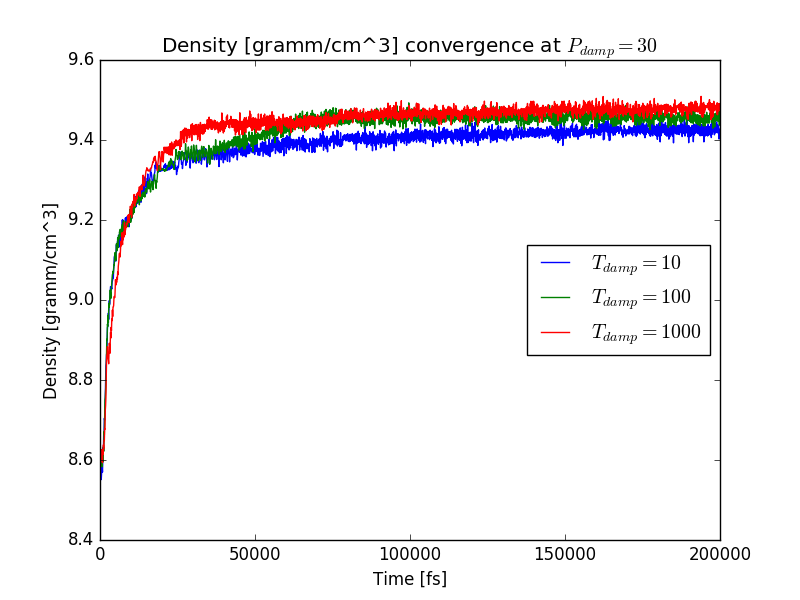 Density [gramm/cm^3] convergence at P_damp = 30
9.6
9.4
9.2
9.0
8.8
8.6
8.4
Density [gramm/cm^3]
T_damp = 10
T_damp = 100
T_damp = 1000
0 50000 100000 150000 200000
Time [fs]